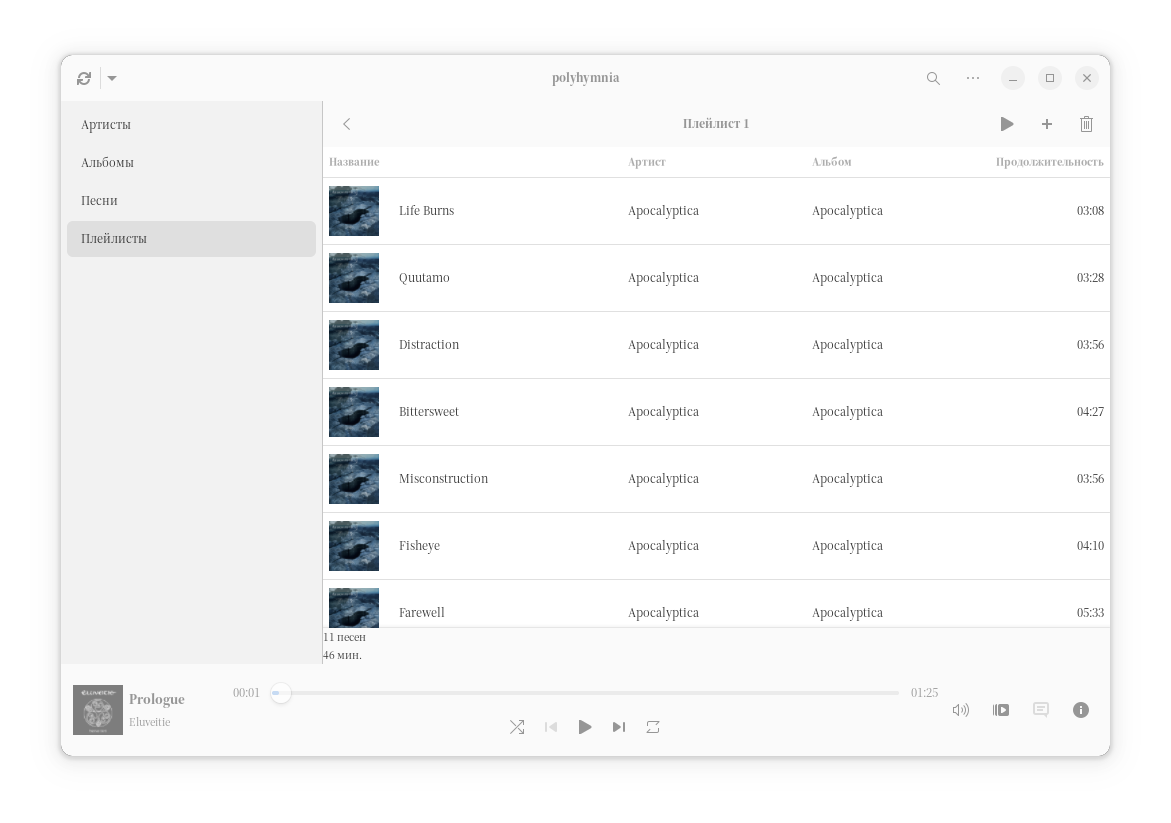 polyhymnia
Артисты
Альбомы
Песни
Плейлисты
Плейлист 1
Название Артист Альбом Продолжительность
Life Burns Apocalyptica Apocalyptica 03:08
Quutamo Apocalyptica Apocalyptica 03:28
Distraction Apocalyptica Apocalyptica 03:56
Bittersweet Apocalyptica Apocalyptica 04:27
Misconstruction Apocalyptica Apocalyptica 03:56
Fisheye Apocalyptica Apocalyptica 04:10
Farewell Apocalyptica Apocalyptica 05:33
11 песен
46 мин.
ELUVEITIE
Prologue
Eluveitie
00:01 01:25